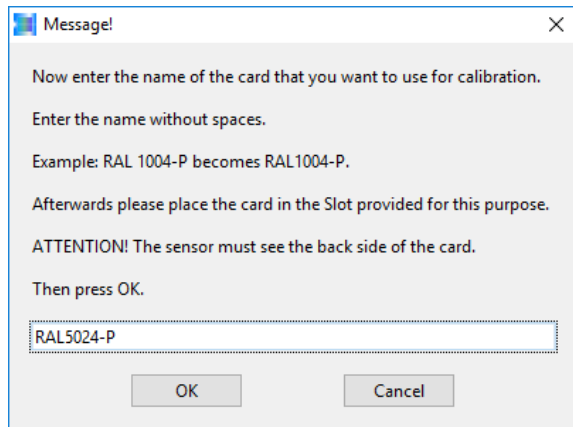 Message!
Now enter the name of the card that you want to use for calibration.
Enter the name without spaces.
Example: RAL 1004-P becomes RAL1004-P.
Afterwards please place the card in the Slot provided for this purpose.
ATTENTION! The sensor must see the back side of the card.
Then press OK.
RAL5024-P
OK Cancel